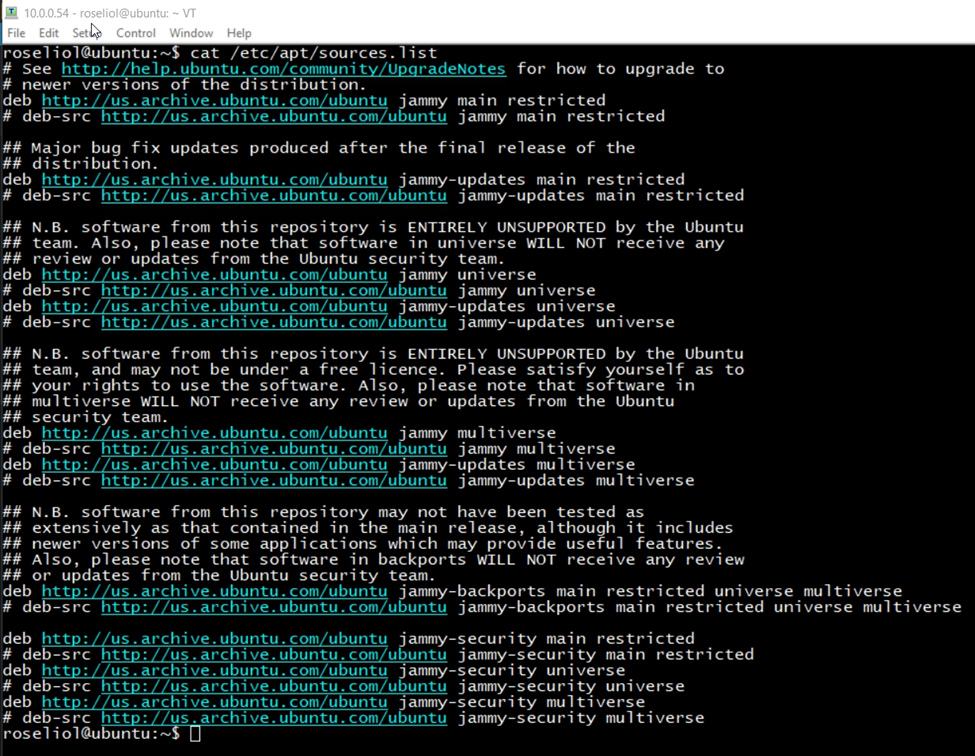 10.0.0.54 - roseliol@ubuntu: ~ VT
File Edit Setup Control Window Help
roseliol@ubuntu:~$ cat /etc/apt/sources.list
# See http://help.ubuntu.com/community/UpgradeNotes for how to upgrade to
# newer versions of the distribution.
deb http://us.archive.ubuntu.com/ubuntu jammy main restricted
# deb-src http://us.archive.ubuntu.com/ubuntu jammy main restricted
## Major bug fix updates produced after the final release of the
## distribution.
deb http://us.archive.ubuntu.com/ubuntu jammy-updates main restricted
# deb-src http://us.archive.ubuntu.com/ubuntu jammy-updates main restricted
## N.B. software from this repository is ENTIRELY UNSUPPORTED by the Ubuntu
## team. Also, please note that software in universe WILL NOT receive any
## review or updates from the Ubuntu security team.
deb http://us.archive.ubuntu.com/ubuntu jammy universe
# deb-src http://us.archive.ubuntu.com/ubuntu jammy universe
deb http://us.archive.ubuntu.com/ubuntu jammy-updates universe
# deb-src http://us.archive.ubuntu.com/ubuntu jammy-updates universe
## N.B. software from this repository is ENTIRELY UNSUPPORTED by the Ubuntu
## team, and may not be under a free licence. Please satisfy yourself as to
## your rights to use the software. Also, please note that software in
## multiverse WILL NOT receive any review or updates from the Ubuntu
## security team.
deb http://us.archive.ubuntu.com/ubuntu jammy multiverse
# deb-src http://us.archive.ubuntu.com/ubuntu jammy multiverse
deb http://us.archive.ubuntu.com/ubuntu jammy-updates multiverse
# deb-src http://us.archive.ubuntu.com/ubuntu jammy-updates multiverse
## N.B. software from this repository may not have been tested as
## extensively as that contained in the main release, although it includes
## newer versions of some applications which may provide useful features.
## Also, please note that software in backports WILL NOT receive any review
## or updates from the Ubuntu security team.
deb http://us.archive.ubuntu.com/ubuntu jammy-backports main restricted universe multiverse
# deb-src http://us.archive.ubuntu.com/ubuntu jammy-backports main restricted universe multiverse
deb http://us.archive.ubuntu.com/ubuntu jammy-security main restricted
# deb-src http://us.archive.ubuntu.com/ubuntu jammy-security main restricted
deb http://us.archive.ubuntu.com/ubuntu jammy-security universe
# deb-src http://us.archive.ubuntu.com/ubuntu jammy-security universe
deb http://us.archive.ubuntu.com/ubuntu jammy-security multiverse
# deb-src http://us.archive.ubuntu.com/ubuntu jammy-security multiverse
roseliol@ubuntu:~$